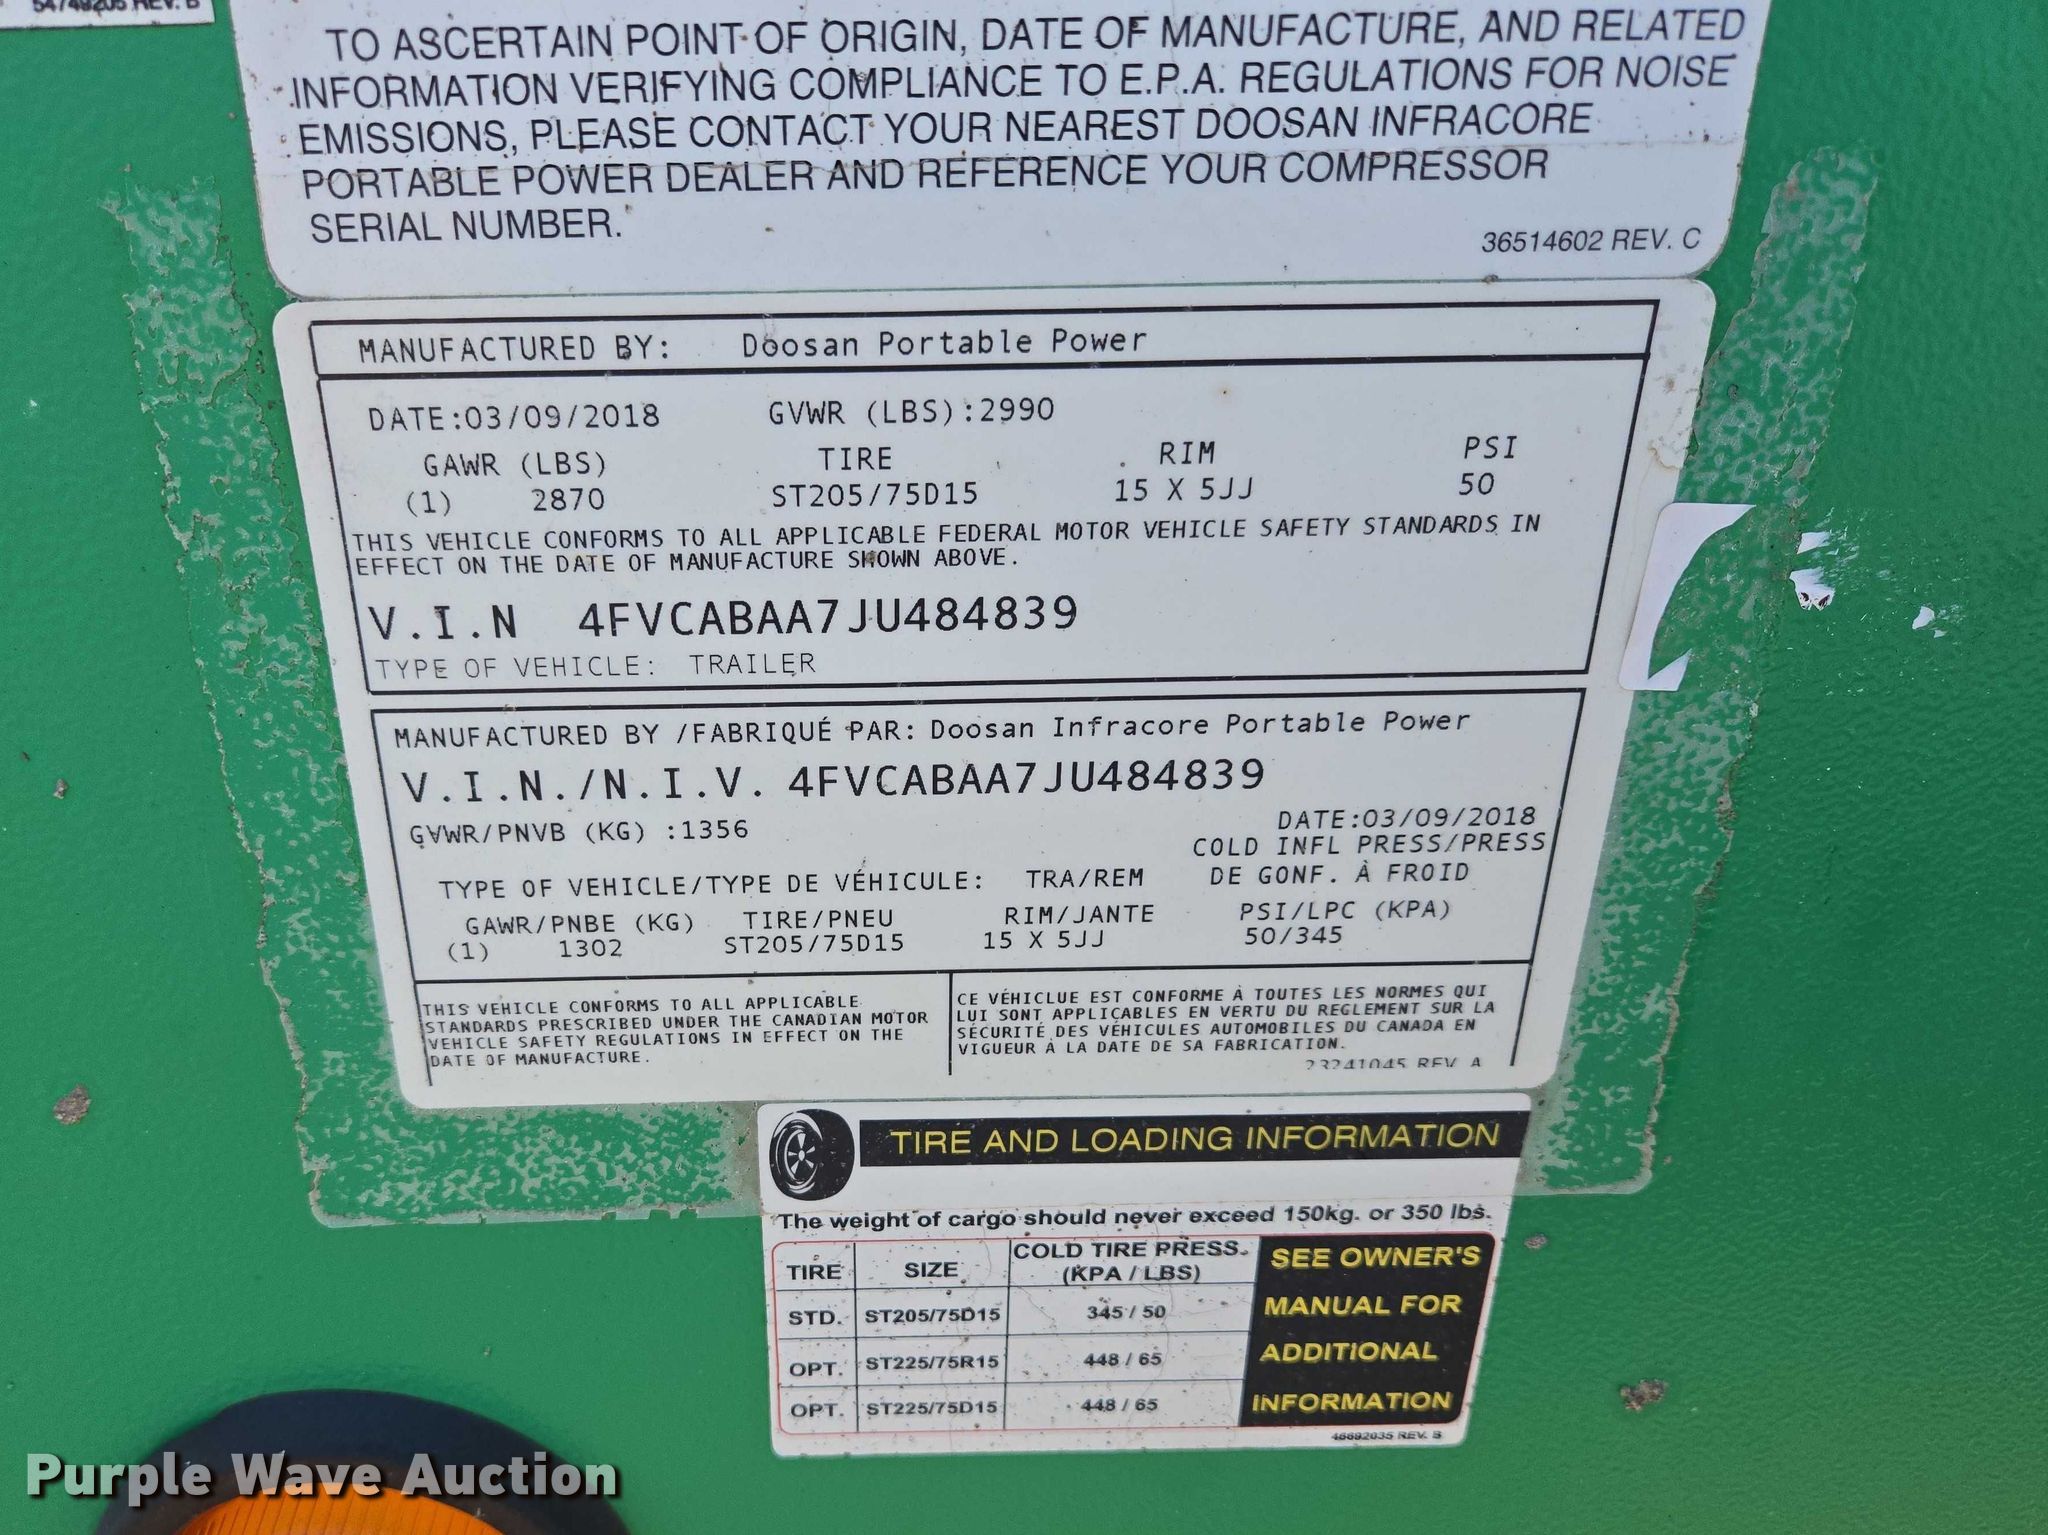 54749205 REV. B
TO ASCERTAIN POINT OF ORIGIN, DATE OF MANUFACTURE, AND RELATED
INFORMATION VERIFYING COMPLIANCE TO E.P.A. REGULATIONS FOR NOISE
EMISSIONS, PLEASE CONTACT YOUR NEAREST DOOSAN INFRACORE
PORTABLE POWER DEALER AND REFERENCE YOUR COMPRESSOR
SERIAL NUMBER.
36514602 REV. C
MANUFACTURED BY: Doosan Portable Power
DATE:03/09/2018 GVWR (LBS):2990
GAWR (LBS) TIRE RIM PSI
(1) 2870 ST205/75D15 15 X 5JJ 50
THIS VEHICLE CONFORMS TO ALL APPLICABLE FEDERAL MOTOR VEHICLE SAFETY STANDARDS IN
EFFECT ON THE DATE OF MANUFACTURE SHOWN ABOVE.
V.I.N 4FVCABAA7JU484839
TYPE OF VEHICLE: TRAILER
MANUFACTURED BY /FABRIQUÉ PAR: Doosan Infracore Portable Power
V.I.N./N.I.V. 4FVCABAA7JU484839
GVWR/PNVB (KG) :1356 DATE:03/09/2018
COLD INFL PRESS/PRESS
TYPE OF VEHICLE/TYPE DE VÉHICULE: TRA/REM DE GONF. À FROID
GAWR/PNBE (KG) TIRE/PNEU RIM/JANTE PSI/LPC (KPA)
(1) 1302 ST205/75D15 15 X 5JJ 50/345
THIS VEHICLE CONFORMS TO ALL APPLICABLE
STANDARDS PRESCRIBED UNDER THE CANADIAN MOTOR
VEHICLE SAFETY REGULATIONS IN EFFECT ON THE
DATE OF MANUFACTURE.
CE VÉHICLUE EST CONFORME À TOUTES LES NORMES QUI
LUI SONT APPLICABLES EN VERTU DU REGLEMENT SUR LA
SÉCURITÉ DES VÉHICULES AUTOMOBILES DU CANADA EN
VIGUEUR À LA DATE DE SA FABRICATION.
23241045 REV A
TIRE AND LOADING INFORMATION
The weight of cargo should never exceed 150kg. or 350 lbs.
TIRE SIZE COLD TIRE PRESS. (KPA / LBS)
STD. ST205/75D15 345 / 50
OPT. ST225/75R15 448 / 65
OPT. ST225/75D15 448 / 65
SEE OWNER'S
MANUAL FOR
ADDITIONAL
INFORMATION
46692035 REV. B
Purple Wave Auction